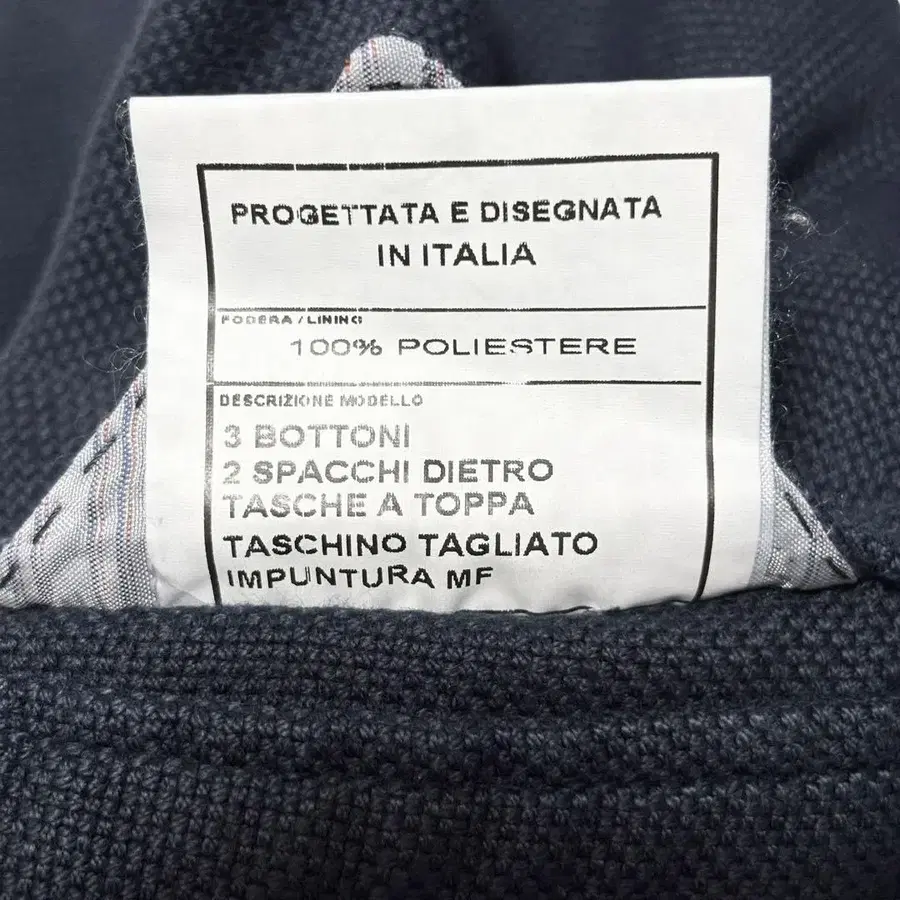 PROGETTATA E DISEGNATA
IN ITALIA
FODERA / LINING
100% POLIESTERE
DESCRIZIONE MODELLO
3 BOTTONI
2 SPACCHI DIETRO
TASCHE A TOPPA
TASCHINO TAGLIATO
IMPUNTURA MF